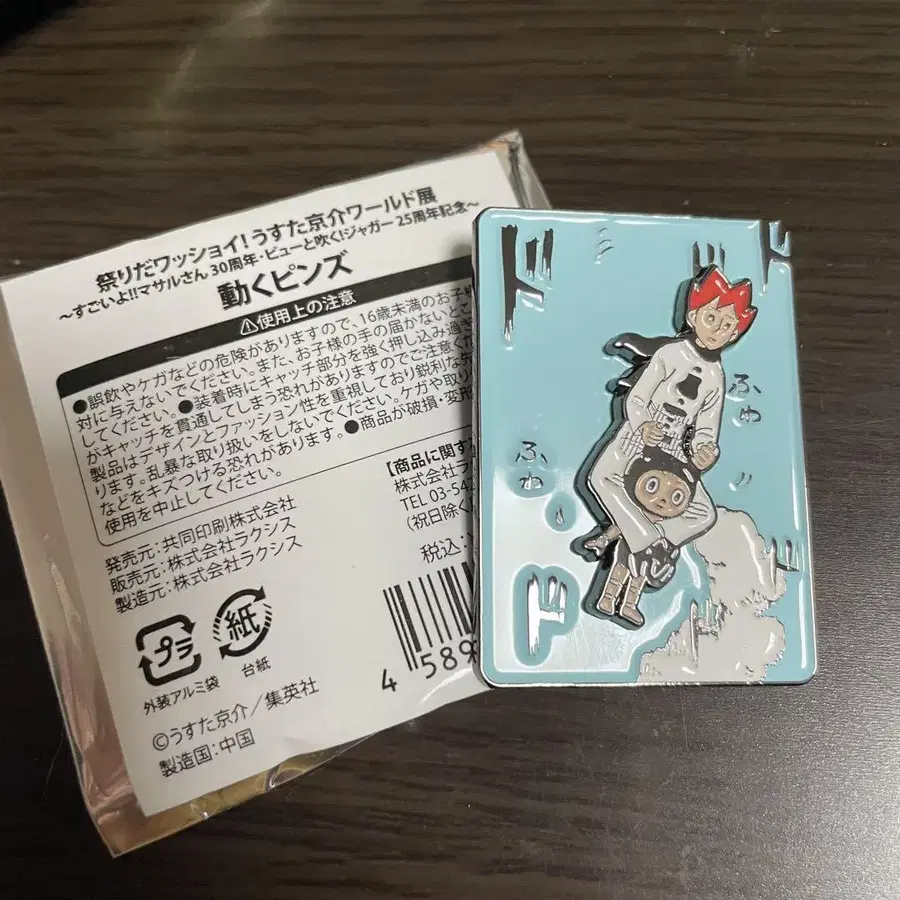 祭りだワッショイ！うすた京介ワールド展
～すごいよ!!マサルさん 30周年・ピューと吹く!ジャガー 25周年記念～
動くピンズ
⚠使用上の注意
●誤飲やケガなどの危険がありますので、16歳未満のお子様
対に与えないでください。また、お子様の手の届かないとこ
してください。●装着時にキャッチ部分を強く押し込み過ぎ
がキャッチを貫通してしまう恐れがありますのでご注意くだ
製品はデザインとファッション性を重視しており鋭利な
ります。乱暴な取り扱いをしないでください。ケガや取り
などをキズつける恐れがあります。●商品が破損・変形
使用を中止してください。
【商品に関す
株式会社ラ
TEL 03-54
(祝日除く
発売元：共同印刷株式会社
販売元：株式会社ラクシス
製造元：株式会社ラクシス
税込
プラ
外装アルミ袋
紙
台紙
4 589
©うすた京介／集英社
製造国：中国
ド
ド
ド
ふわ
ふわ
ド